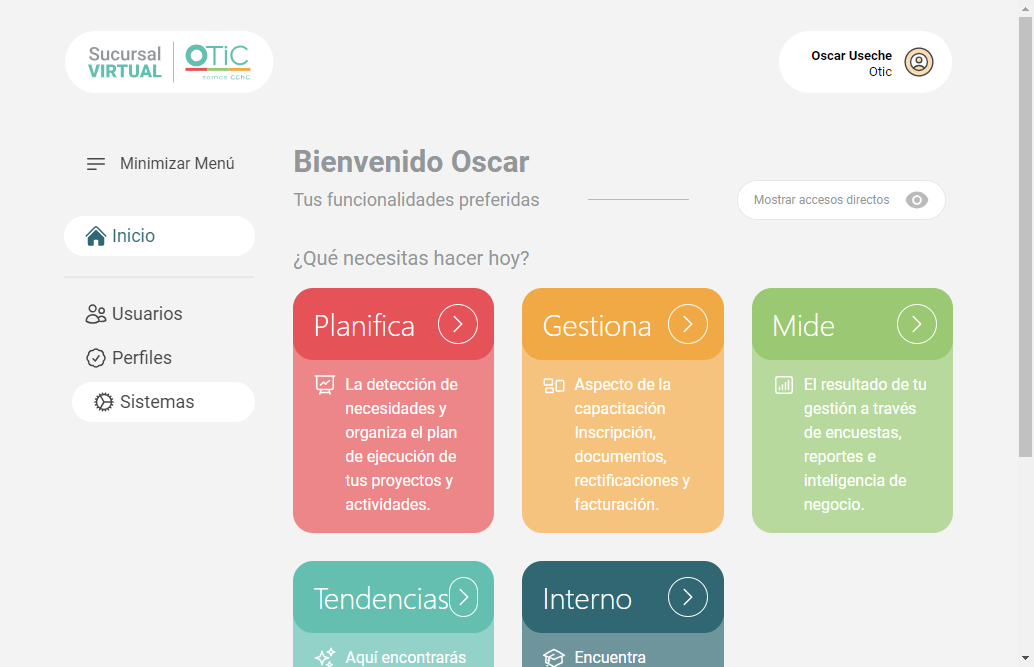 Sucursal
VIRTUAL
OTIC
somos CChC
Oscar Useche
Otic
Minimizar Menú
Inicio
Usuarios
Perfiles
Sistemas
Bienvenido Oscar
Tus funcionalidades preferidas
Mostrar accesos directos
¿Qué necesitas hacer hoy?
Planifica
La detección de
necesidades y
organiza el plan
de ejecución de
tus proyectos y
actividades.
Gestiona
Aspecto de la
capacitación
Inscripción,
documentos,
rectificaciones y
facturación.
Mide
El resultado de tu
gestión a través
de encuestas,
reportes e
inteligencia de
negocio.
Tendencias
Aquí encontrarás
Interno
Encuentra